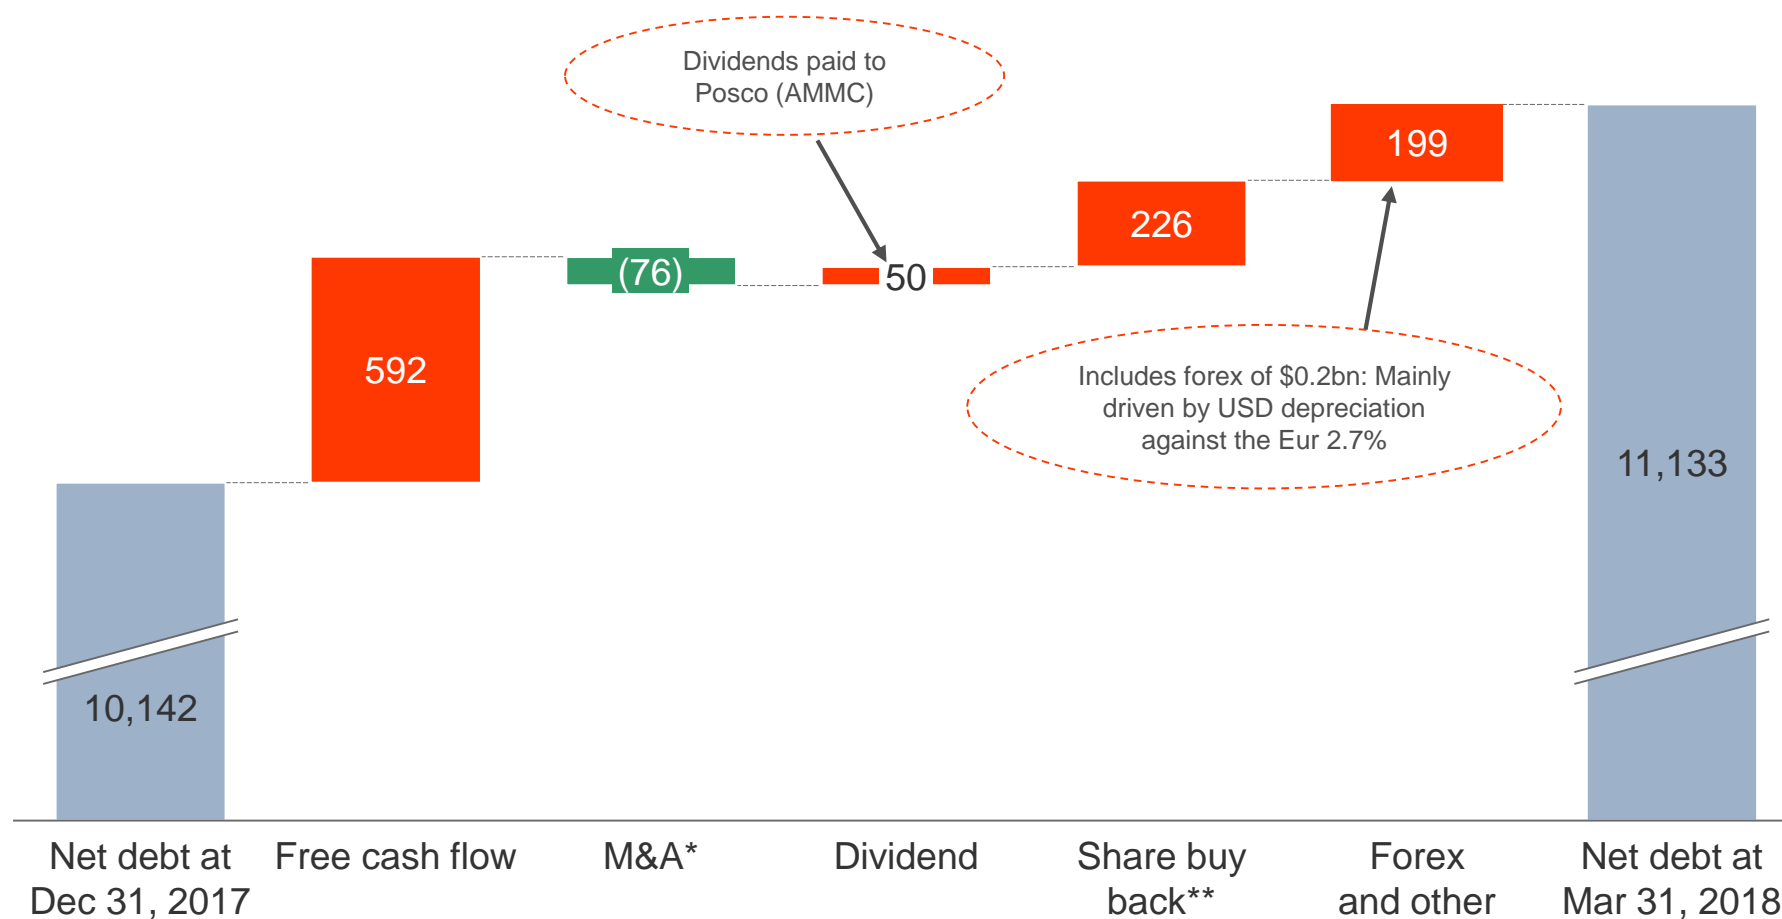 Dividends paid to
Posco (AMMC)
199
226
(76)
50
592
Includes forex of $0.2bn: Mainly
driven by USD depreciation
against the Eur 2.7%
11,133
10,142
Net debt at
Dec 31, 2017
Free cash flow
M&A*
Dividend
Share buy
back**
Forex
and other
Net debt at
Mar 31, 2018